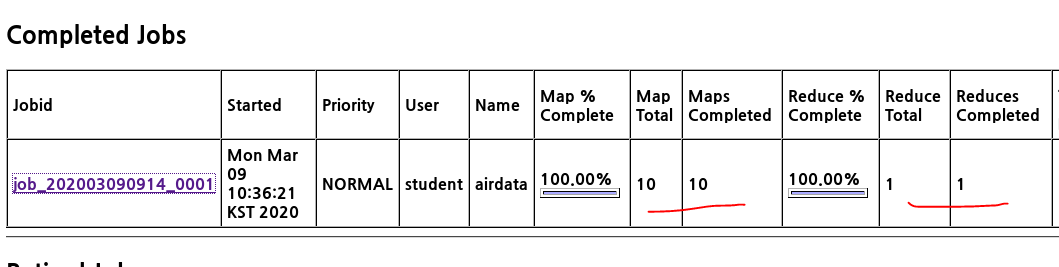 Completed Jobs
Jobid Started Priority User Name Map % Complete Map Total Maps Completed Reduce % Complete Reduce Total Reduces Completed
job_202003090914_0001 Mon Mar 09 10:36:21 KST 2020 NORMAL student airdata 100.00% 10 10 100.00% 1 1